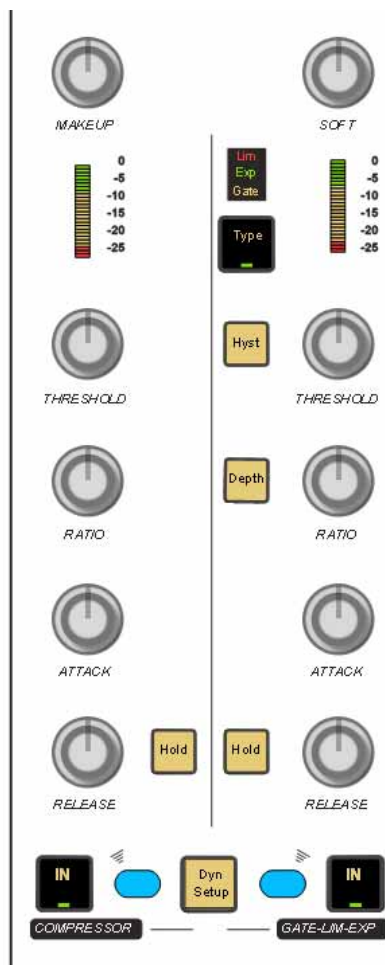 MAKEUP
SOFT
Lim
Exp
Gate
0
-5
-10
-15
-20
-25
0
-5
-10
-15
-20
-25
Type
Hyst
THRESHOLD
THRESHOLD
Depth
RATIO
RATIO
ATTACK
ATTACK
Hold
Hold
RELEASE
RELEASE
IN
Dyn
Setup
IN
COMPRESSOR
GATE-LIM-EXP